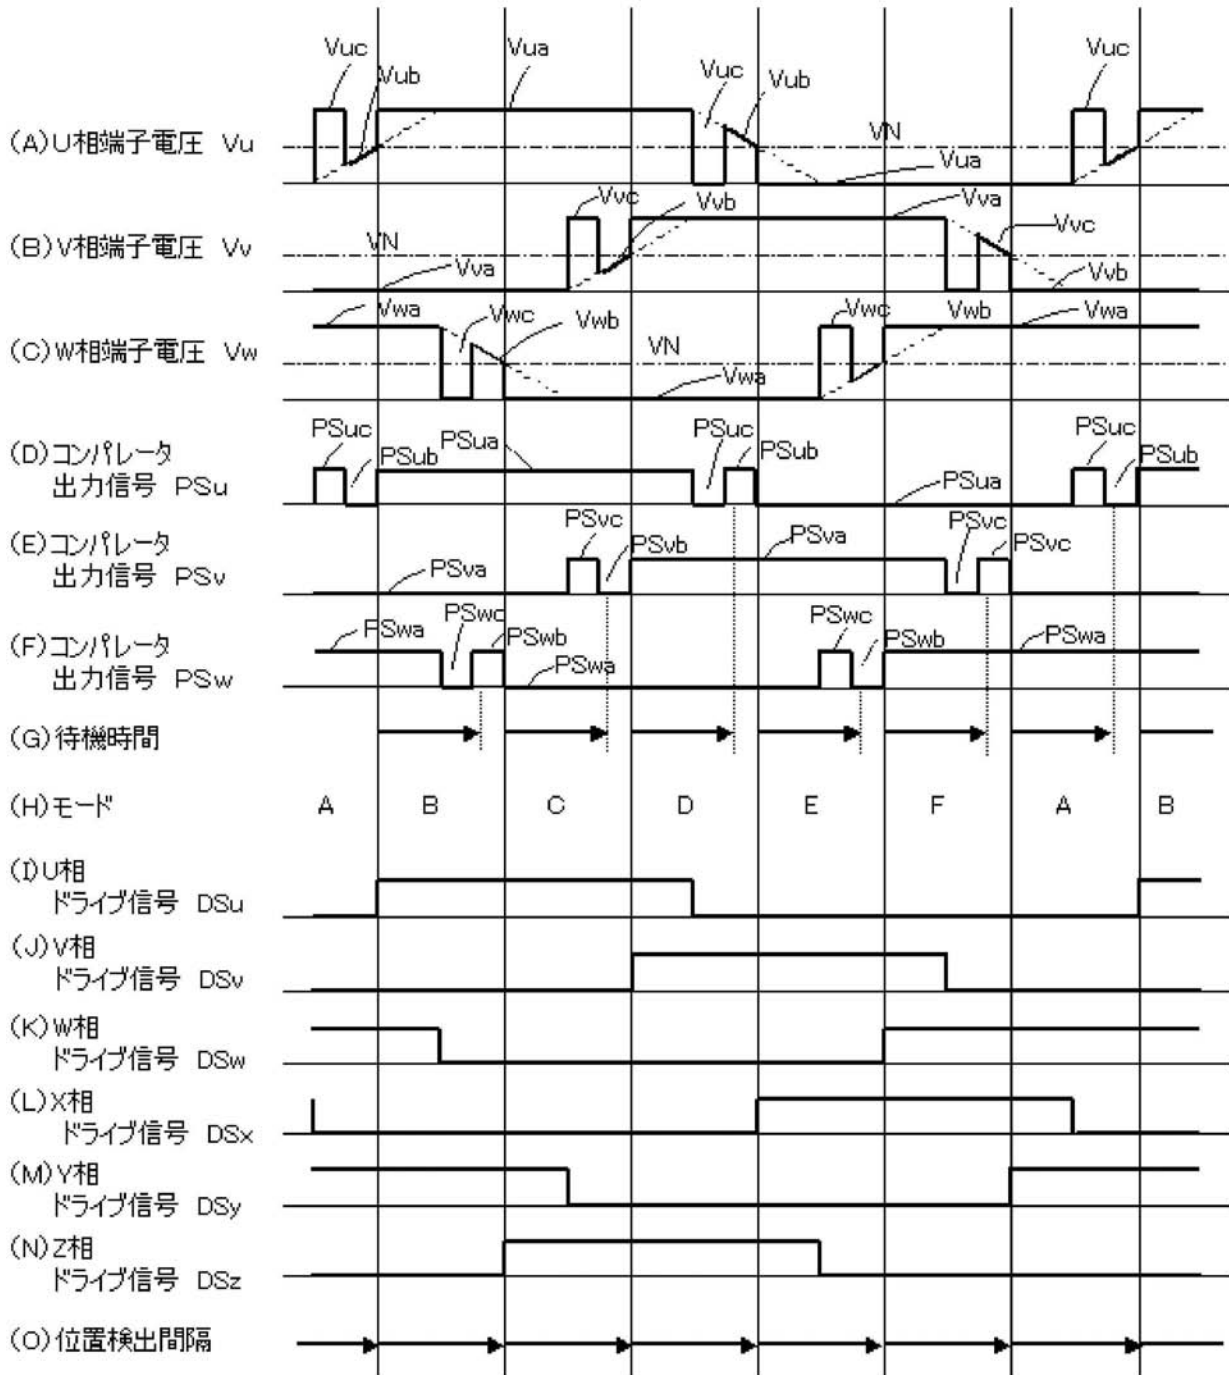 Vuc Vua Vuc Vuc
Vub Vub
(A)U相端子電圧 Vu VN Vua
Vvc Vvb Vva Vvc
(B)V相端子電圧 Vv VN Vva Vvb
Vwa Vwc Vwb Vwc Vwb Vwa
(C)W相端子電圧 Vw VN Vwa
(D)コンパレータ PSuc PSub PSua PSuc PSub PSuc PSub
出力信号 PSu PSua
(E)コンパレータ PSvc PSvb PSva PSvc PSvc
出力信号 PSv PSva
(F)コンパレータ PSwa PSwc PSwb PSwc PSwb PSwa
出力信号 PSw PSwa
(G)待機時間
(H)モード A B C D E F A B
(I)U相
ドライブ信号 DSu
(J)V相
ドライブ信号 DSv
(K)W相
ドライブ信号 DSw
(L)X相
ドライブ信号 DSx
(M)Y相
ドライブ信号 DSy
(N)Z相
ドライブ信号 DSz
(O)位置検出間隔